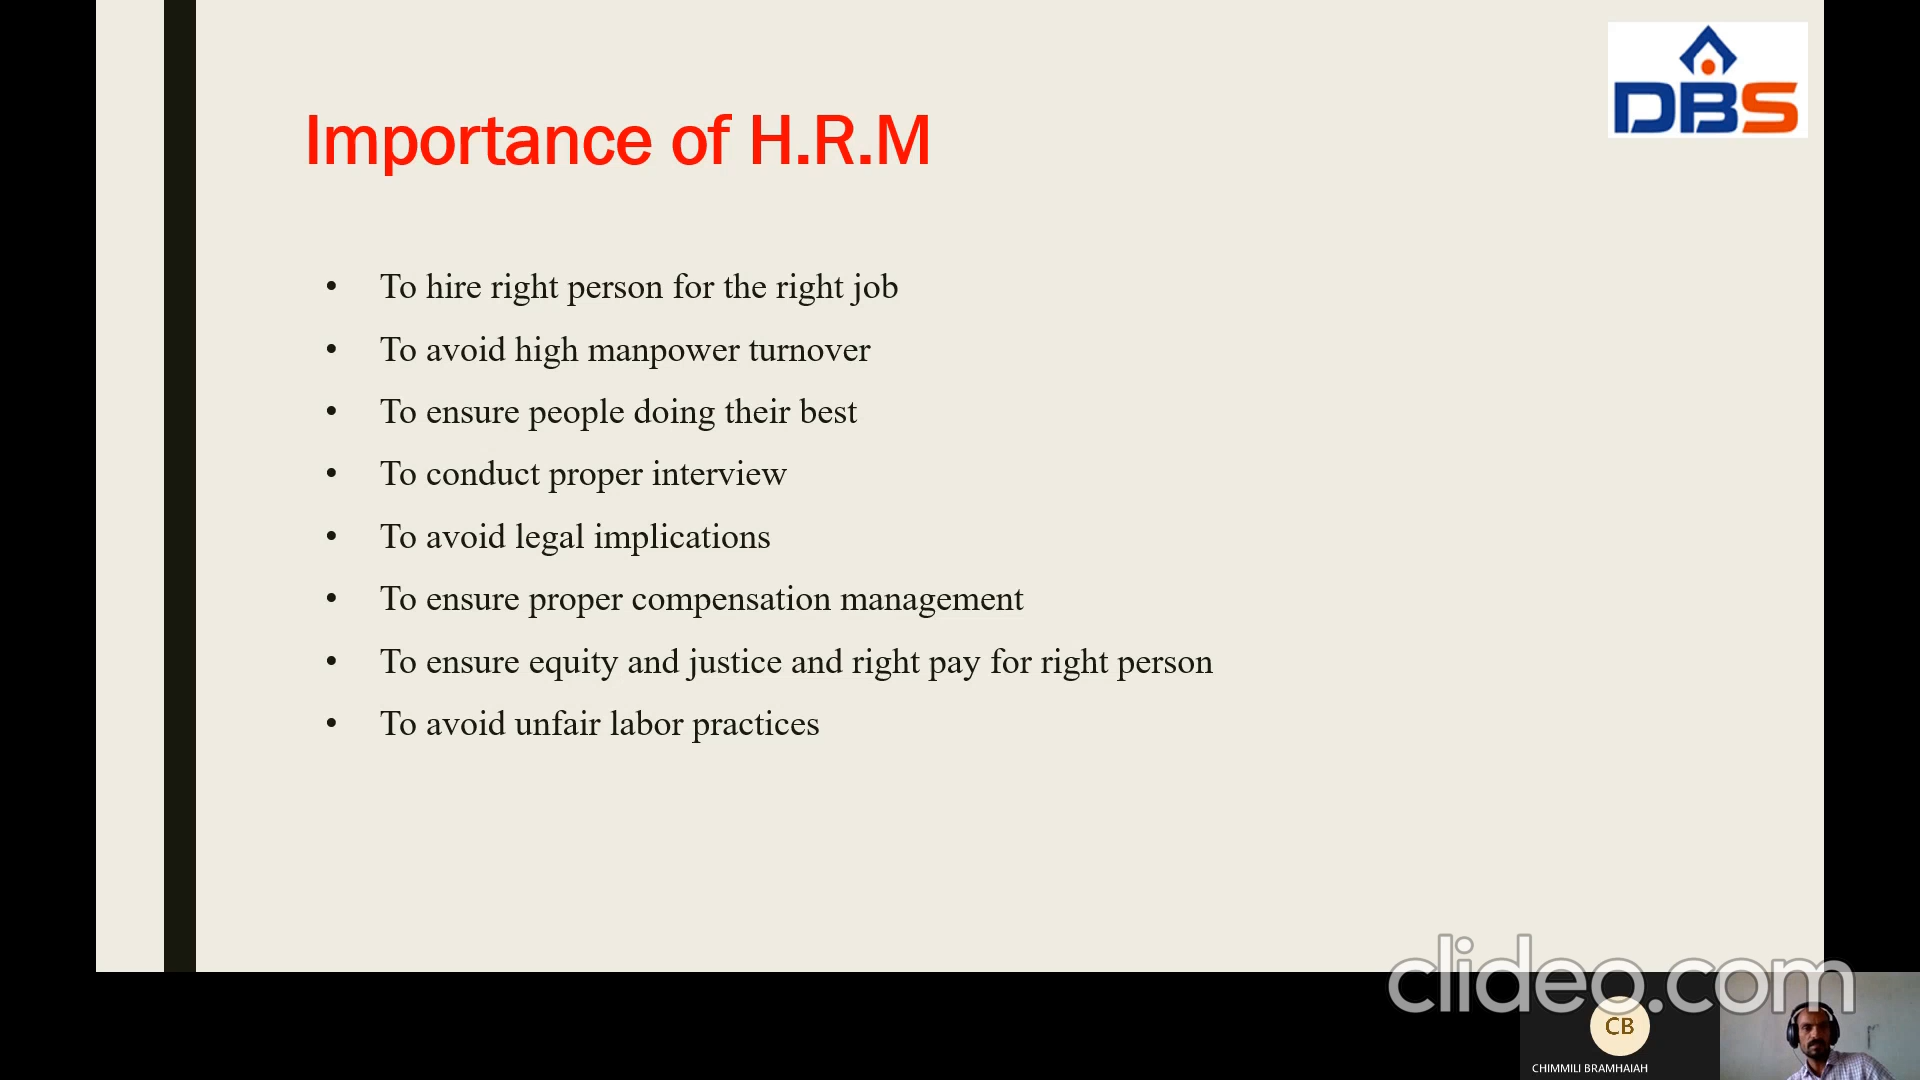 DBS
Importance of H.R.M
• To hire right person for the right job
• To avoid high manpower turnover
• To ensure people doing their best
• To conduct proper interview
• To avoid legal implications
• To ensure proper compensation management
• To ensure equity and justice and right pay for right person
• To avoid unfair labor practices
clideo.com
CB
CHIMMILI BRAMHAIAH